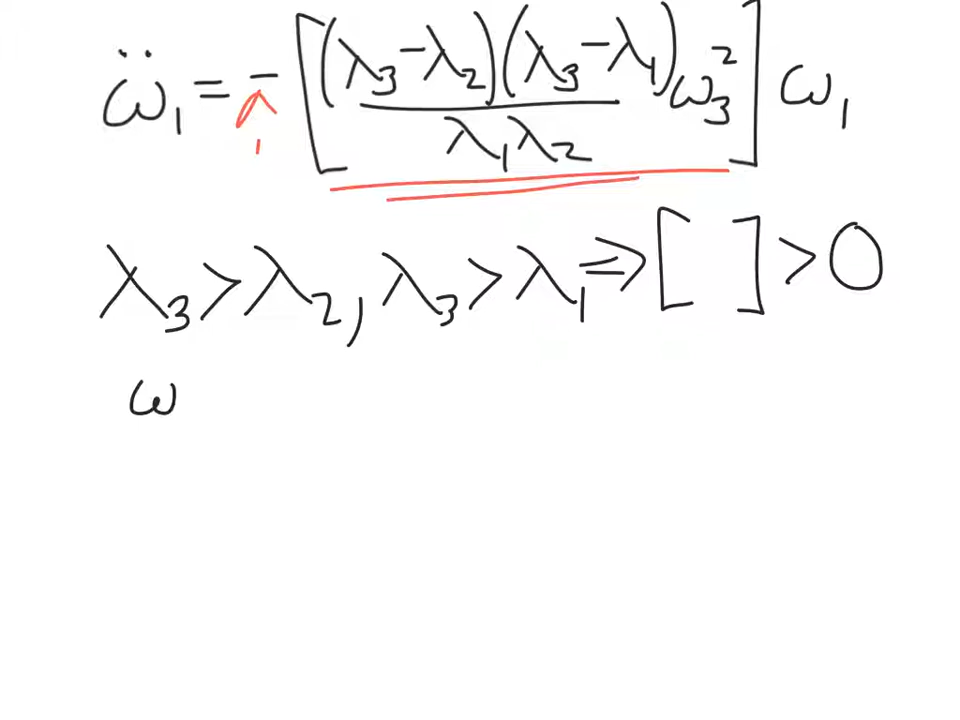 ω̈₁ = - [ (λ₃-λ₂)(λ₃-λ₁)/λ₁λ₂ ω₃² ] ω₁
λ₃ > λ₂, λ₃ > λ₁ ⇒ [ ] > 0
ω